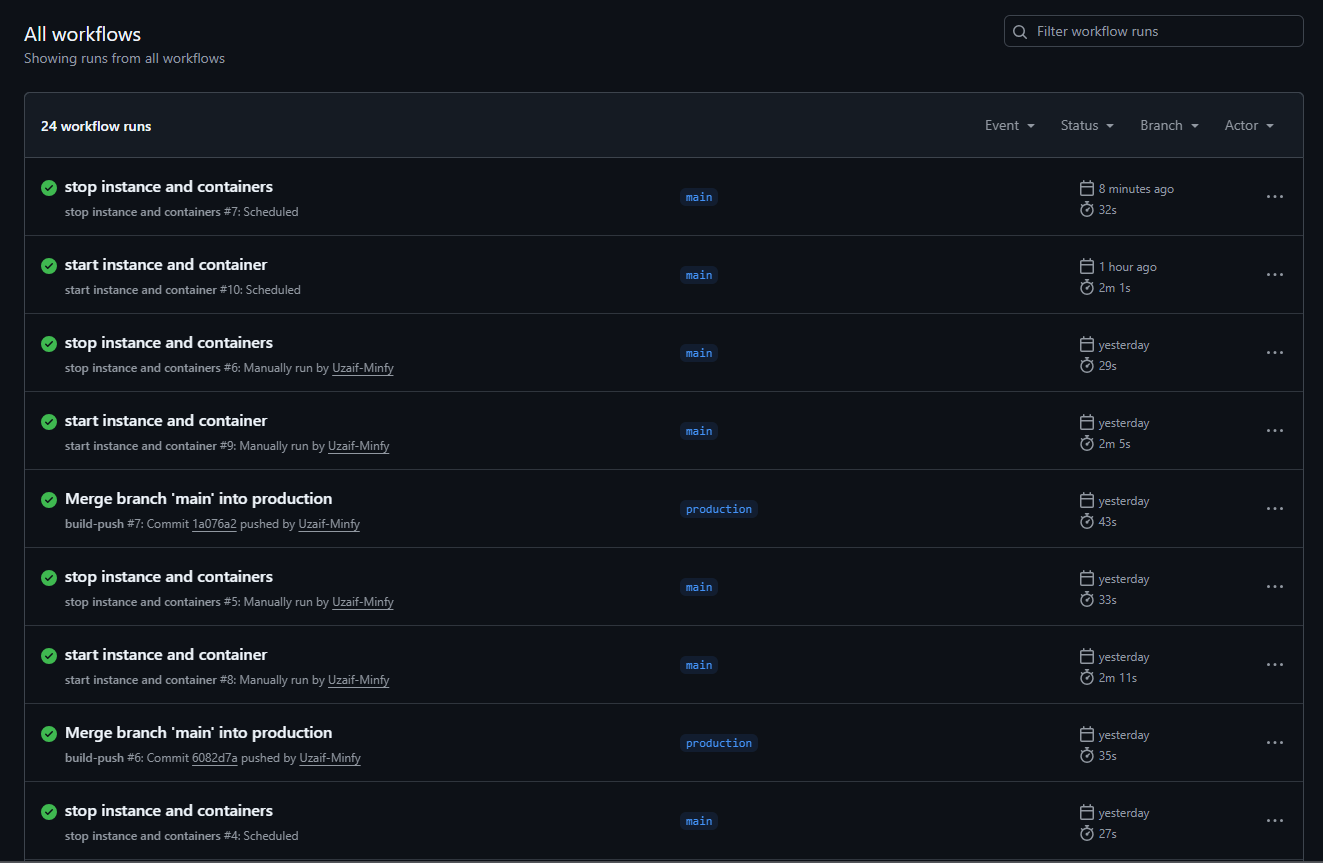 All workflows
Showing runs from all workflows
Filter workflow runs
24 workflow runs
Event
Status
Branch
Actor
stop instance and containers
stop instance and containers #7: Scheduled
main
8 minutes ago
32s
start instance and container
start instance and container #10: Scheduled
main
1 hour ago
2m 1s
stop instance and containers
stop instance and containers #6: Manually run by Uzaif-Minfy
main
yesterday
29s
start instance and container
start instance and container #9: Manually run by Uzaif-Minfy
main
yesterday
2m 5s
Merge branch 'main' into production
build-push #7: Commit 1a076a2 pushed by Uzaif-Minfy
production
yesterday
43s
stop instance and containers
stop instance and containers #5: Manually run by Uzaif-Minfy
main
yesterday
33s
start instance and container
start instance and container #8: Manually run by Uzaif-Minfy
main
yesterday
2m 11s
Merge branch 'main' into production
build-push #6: Commit 6082d7a pushed by Uzaif-Minfy
production
yesterday
35s
stop instance and containers
stop instance and containers #4: Scheduled
main
yesterday
27s